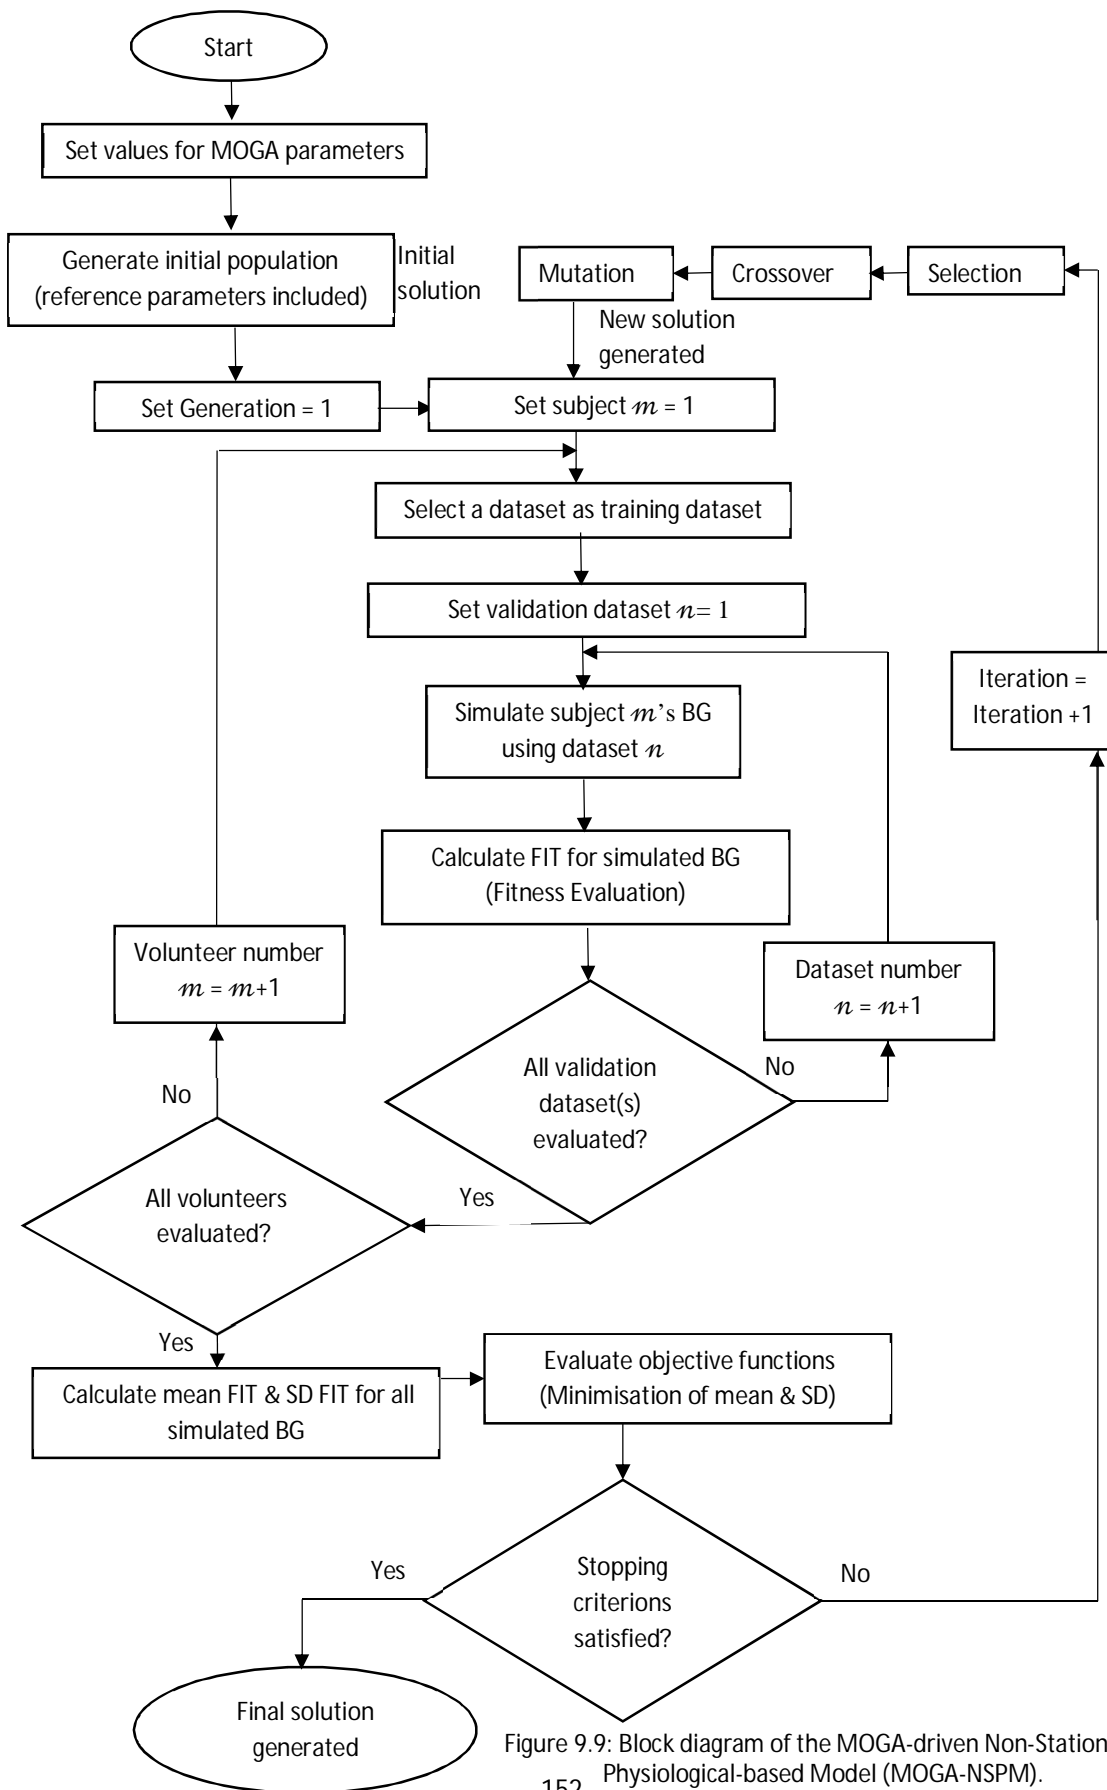 Start
Set values for MOGA parameters
Generate initial population
(reference parameters included)
Initial
solution
Mutation
Crossover
Selection
New solution
generated
Set Generation = 1
Set subject m = 1
Select a dataset as training dataset
Set validation dataset n= 1
Simulate subject m’s BG
using dataset n
Iteration =
Iteration +1
Calculate FIT for simulated BG
(Fitness Evaluation)
Volunteer number
m = m+1
Dataset number
n = n+1
All validation
dataset(s)
evaluated?
No
No
All volunteers
evaluated?
Yes
Yes
Calculate mean FIT & SD FIT for all
simulated BG
Evaluate objective functions
(Minimisation of mean & SD)
Stopping
criterions
satisfied?
Yes
No
Final solution
generated
Figure 9.9: Block diagram of the MOGA-driven Non-Station
Physiological-based Model (MOGA-NSPM).
152